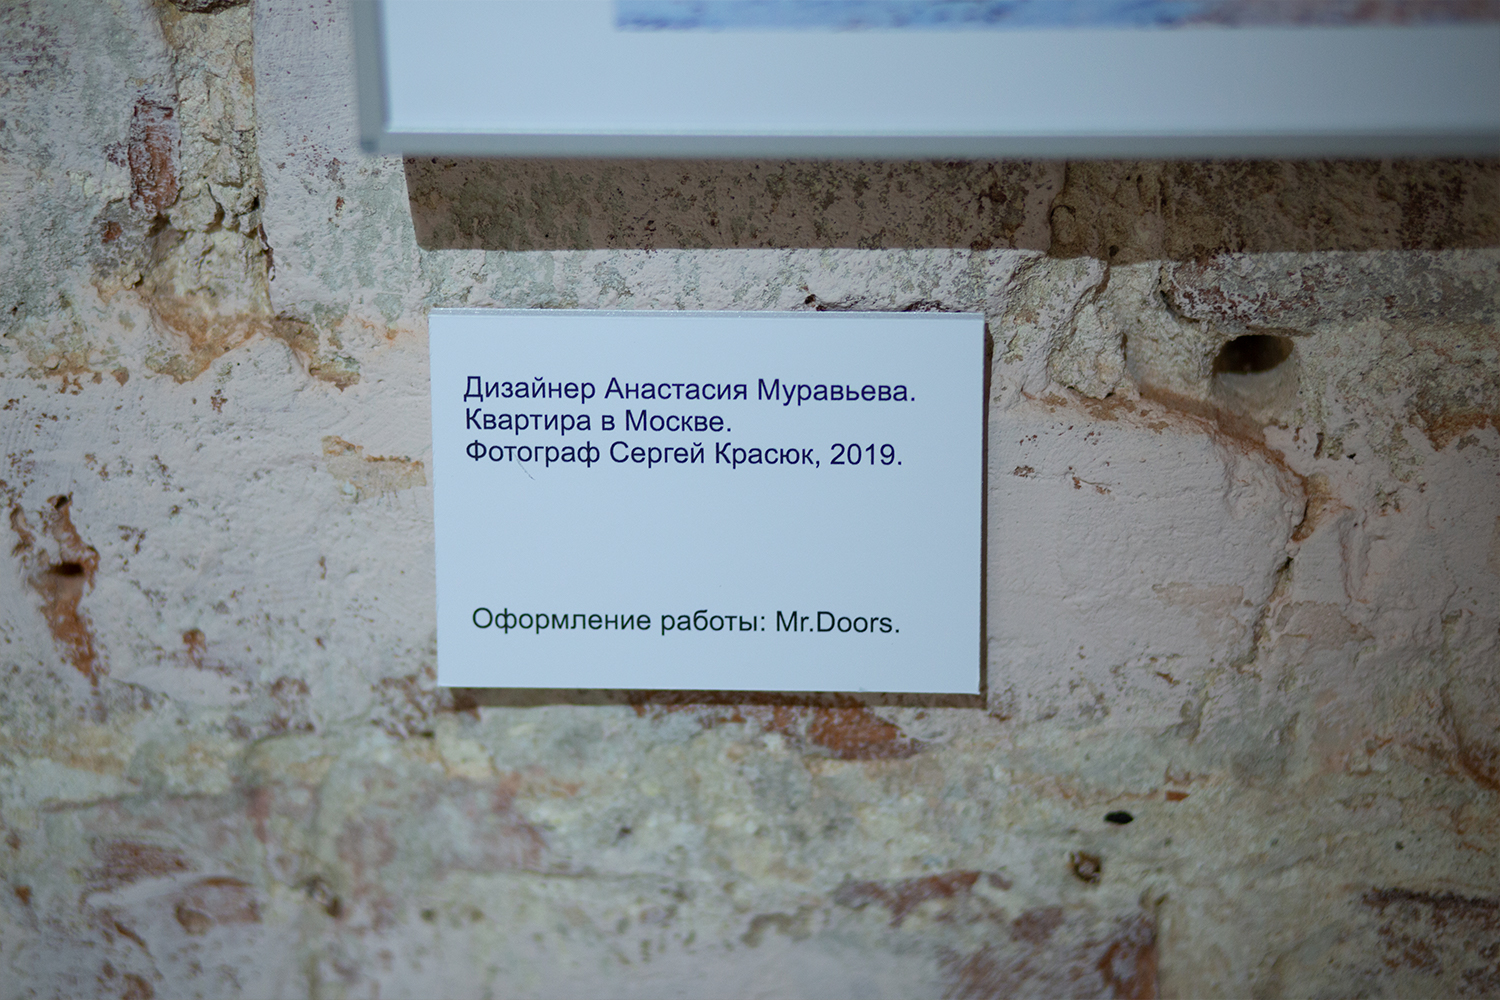 Дизайнер Анастасия Муравьева.
Квартира в Москве.
Фотограф Сергей Красюк, 2019.
Оформление работы: Mr.Doors.